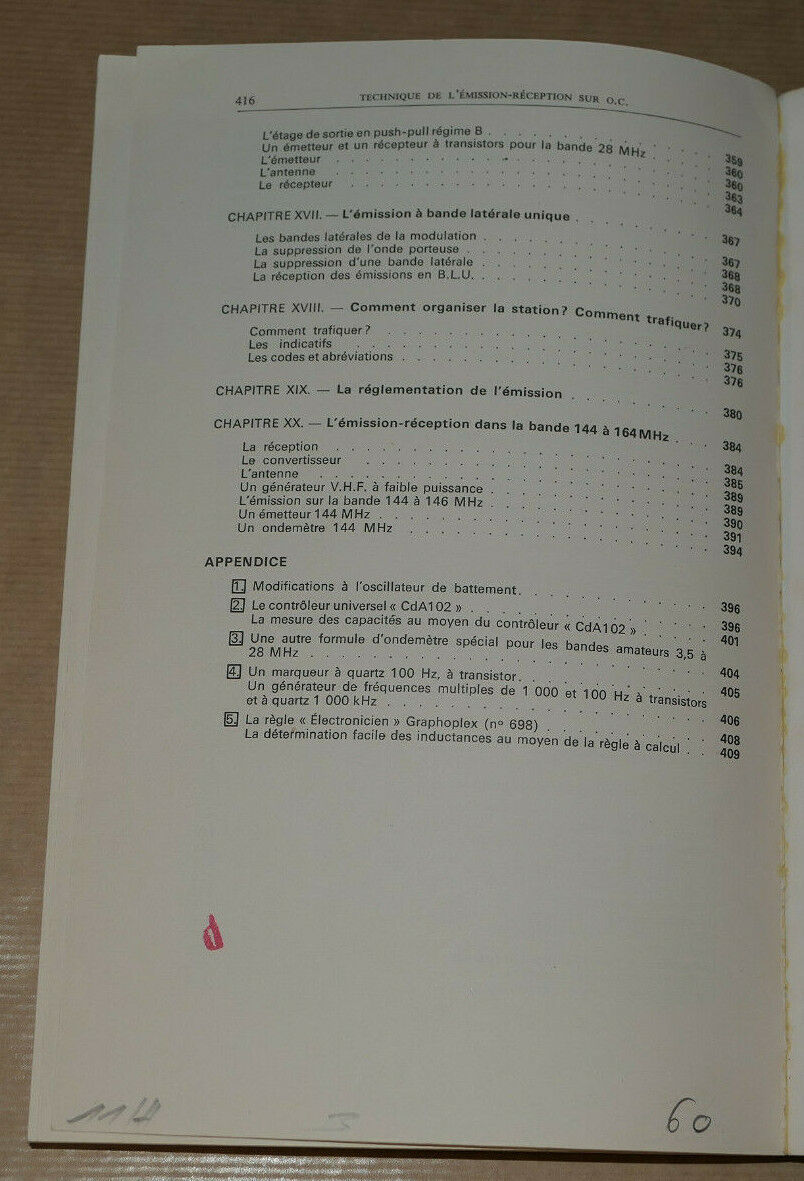 416 TECHNIQUE DE L'ÉMISSION-RÉCEPTION SUR O.C.
L'étage de sortie en push-pull régime B . . . . . . . . . . 359
Un émetteur et un récepteur à transistors pour la bande 28 MHz . . . . 360
L'émetteur . . . . . . . . . . 360
L'antenne . . . . . . . . . . 363
Le récepteur . . . . . . . . . . 364
CHAPITRE XVII. — L'émission à bande latérale unique . . . . . . 367
Les bandes latérales de la modulation . . . . . . . . . . 367
La suppression de l'onde porteuse . . . . . . . . . . 368
La suppression d'une bande latérale . . . . . . . . . . 368
La réception des émissions en B.L.U. . . . . . . . . . . 370
CHAPITRE XVIII. — Comment organiser la station? Comment trafiquer? 374
Comment trafiquer? . . . . . . . . . . 375
Les indicatifs . . . . . . . . . . 376
Les codes et abréviations . . . . . . . . . . 376
CHAPITRE XIX. — La réglementation de l'émission . . . . . . 380
CHAPITRE XX. — L'émission-réception dans la bande 144 à 164 MHz . . 384
La réception . . . . . . . . . . 384
Le convertisseur . . . . . . . . . . 385
L'antenne . . . . . . . . . . 389
Un générateur V.H.F. à faible puissance . . . . . . . . . . 389
L'émission sur la bande 144 à 146 MHz . . . . . . . . . . 390
Un émetteur 144 MHz . . . . . . . . . . 391
Un ondemètre 144 MHz . . . . . . . . . . 394
APPENDICE
1. Modifications à l'oscillateur de battement. . . . . . . . . 396
2. Le contrôleur universel « CdA102 » . . . . . . . . . . 396
La mesure des capacités au moyen du contrôleur « CdA102 » . . . . 401
3. Une autre formule d'ondemètre spécial pour les bandes amateurs 3,5 à
28 MHz . . . . . . . . . . 404
4. Un marqueur à quartz 100 Hz, à transistor. . . . . . . . . 405
Un générateur de fréquences multiples de 1 000 et 100 Hz à transistors
et à quartz 1 000 kHz . . . . . . . . . . 406
5. La règle « Électronicien » Graphoplex (nº 698) . . . . . . . . 408
La détermination facile des inductances au moyen de la règle à calcul . . 409
60